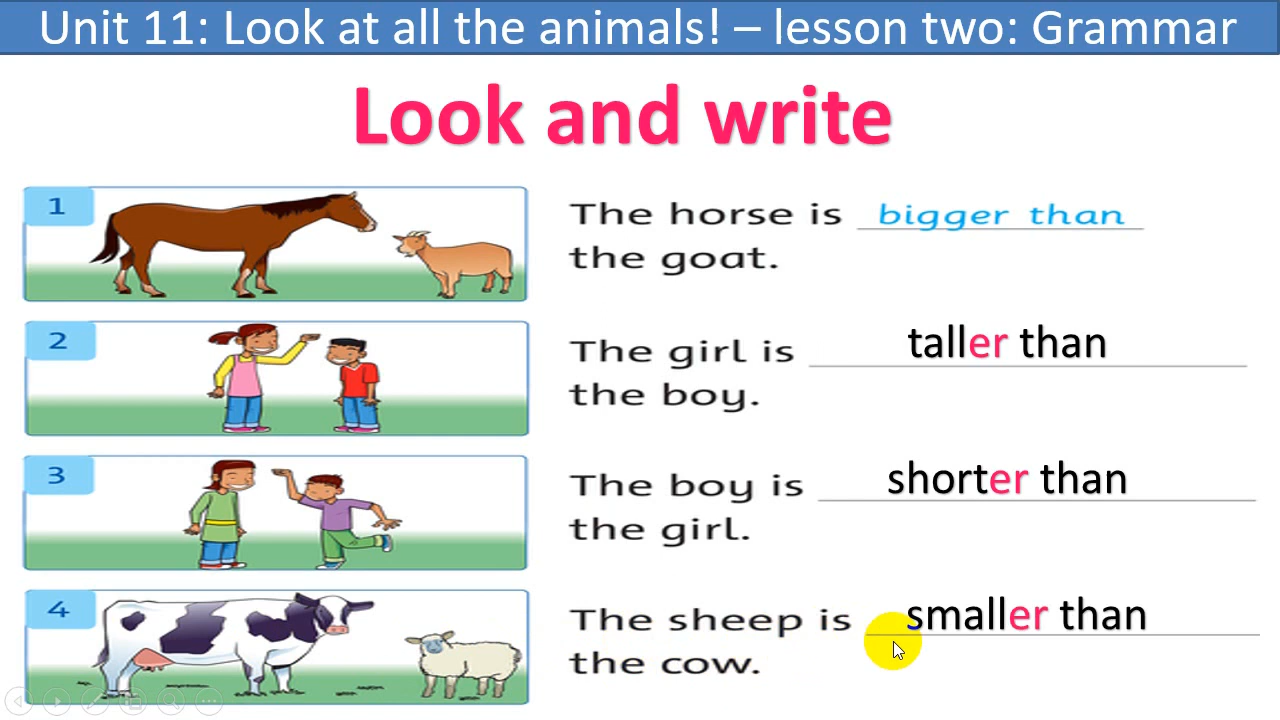 Unit 11: Look at all the animals! – lesson two: Grammar
Look and write
1
The horse is bigger than
the goat.
2
The girl is taller than
the boy.
3
The boy is shorter than
the girl.
4
The sheep is smaller than
the cow.